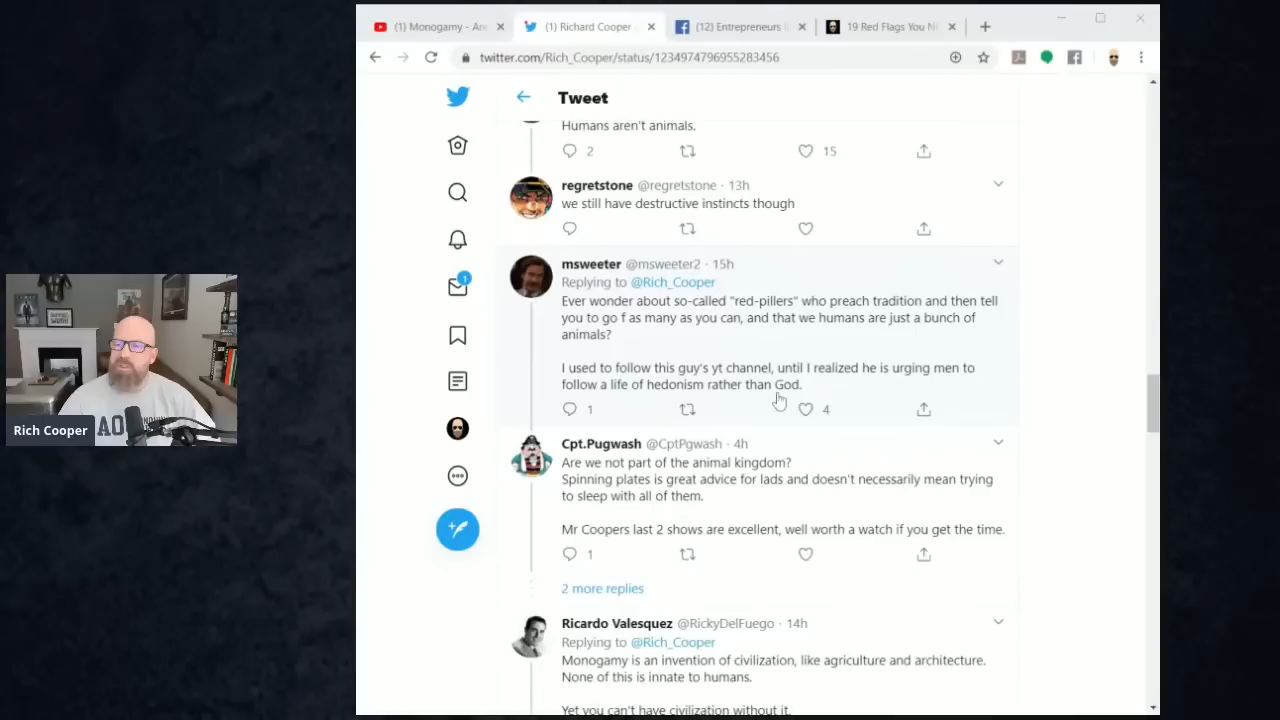 (1) Monogamy - Are
(1) Richard Cooper
(12) Entrepreneurs
19 Red Flags You N
twitter.com/Rich_Cooper/status/1234974796955283456
Tweet
Humans aren't animals.
2
15
regretstone @regretstone · 13h
we still have destructive instincts though
msweeter @msweeter2 · 15h
Replying to @Rich_Cooper
Ever wonder about so-called "red-pillers" who preach tradition and then tell
you to go f as many as you can, and that we humans are just a bunch of
animals?
I used to follow this guy's yt channel, until I realized he is urging men to
follow a life of hedonism rather than God.
1
4
Cpt.Pugwash @CptPgwash · 4h
Are we not part of the animal kingdom?
Spinning plates is great advice for lads and doesn't necessarily mean trying
to sleep with all of them.
Mr Coopers last 2 shows are excellent, well worth a watch if you get the time.
1
2 more replies
Ricardo Valesquez @RickyDelFuego · 14h
Replying to @Rich_Cooper
Monogamy is an invention of civilization, like agriculture and architecture.
None of this is innate to humans.
Yet you can't have civilization without it.
1
Rich Cooper